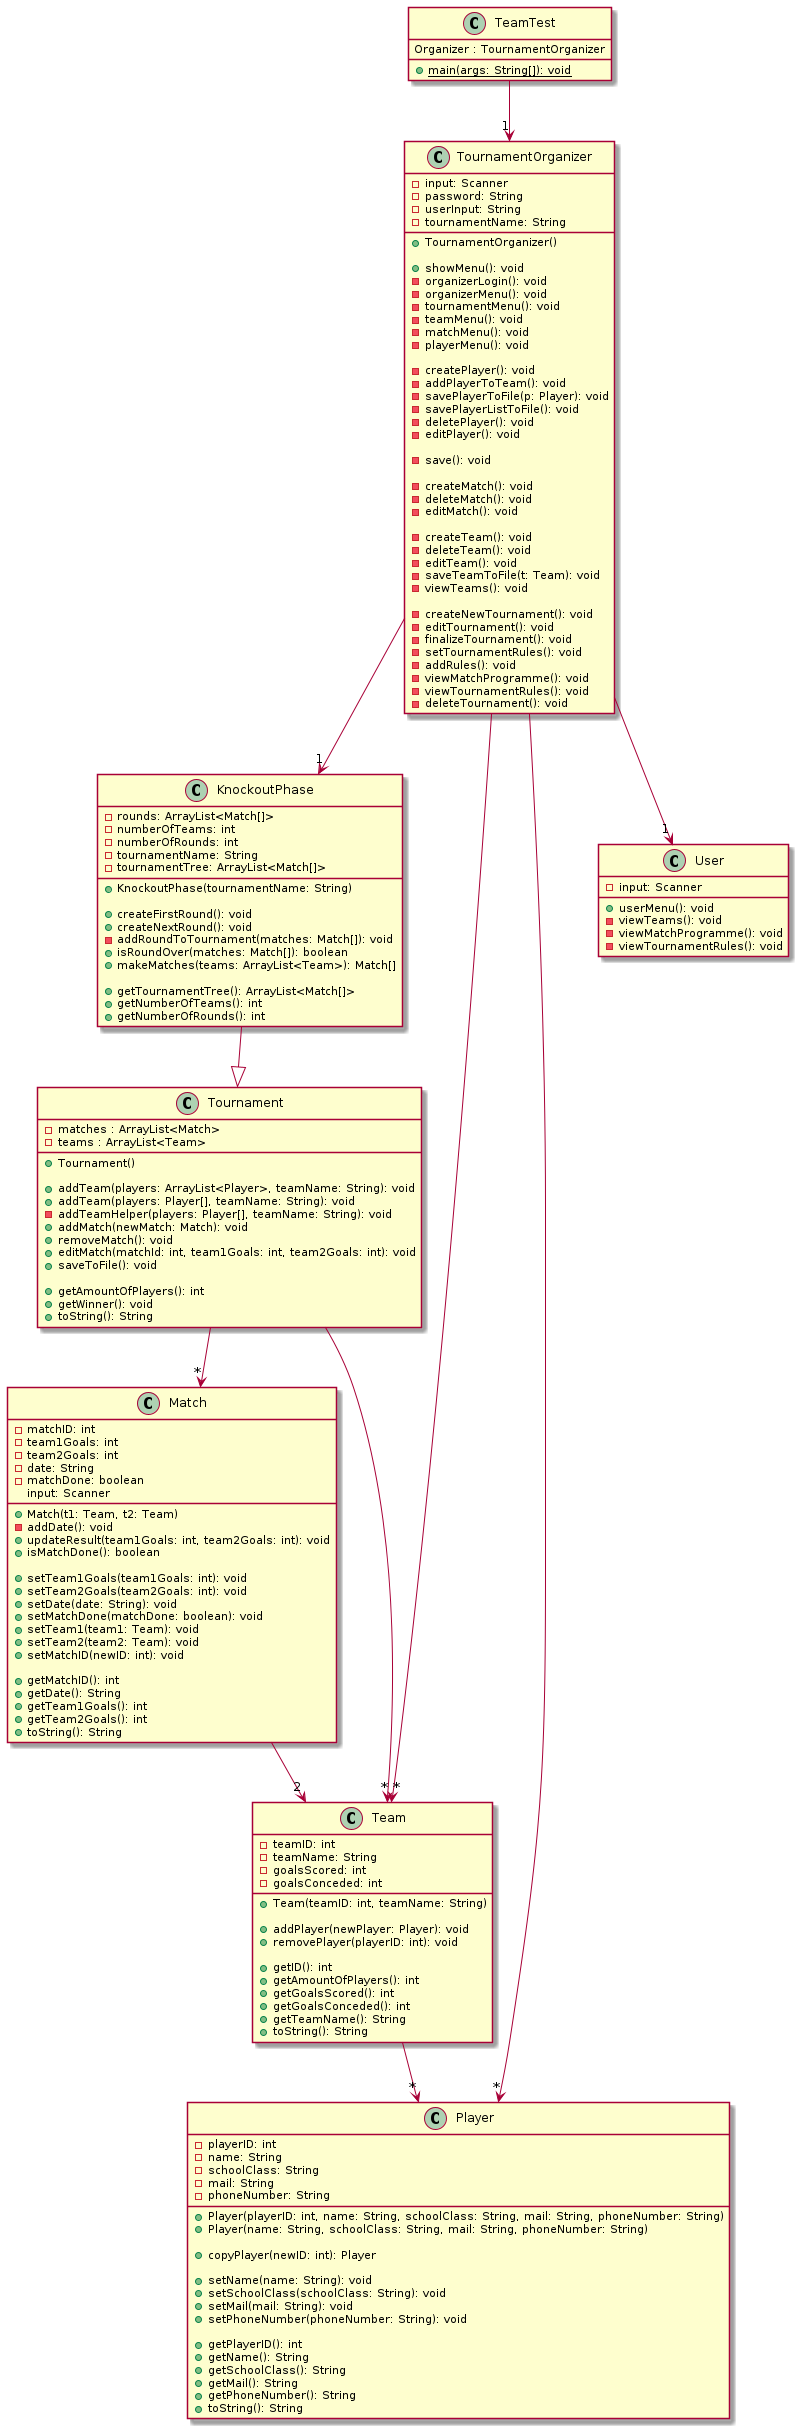 C TeamTest
Organizer : TournamentOrganizer
main(args: String[]): void
1
C TournamentOrganizer
input: Scanner
password: String
userInput: String
tournamentName: String
TournamentOrganizer()
showMenu(): void
organizerLogin(): void
organizerMenu(): void
tournamentMenu(): void
teamMenu(): void
matchMenu(): void
playerMenu(): void
createPlayer(): void
addPlayerToTeam(): void
savePlayerToFile(p: Player): void
savePlayerListToFile(): void
deletePlayer(): void
editPlayer(): void
save(): void
createMatch(): void
deleteMatch(): void
editMatch(): void
createTeam(): void
deleteTeam(): void
editTeam(): void
saveTeamToFile(t: Team): void
viewTeams(): void
createNewTournament(): void
editTournament(): void
finalizeTournament(): void
setTournamentRules(): void
addRules(): void
viewMatchProgramme(): void
viewTournamentRules(): void
deleteTournament(): void
1
C KnockoutPhase
rounds: ArrayList<Match[]>
numberOfTeams: int
numberOfRounds: int
tournamentName: String
tournamentTree: ArrayList<Match[]>
KnockoutPhase(tournamentName: String)
createFirstRound(): void
createNextRound(): void
addRoundToTournament(matches: Match[]): void
isRoundOver(matches: Match[]): boolean
makeMatches(teams: ArrayList<Team>): Match[]
getTournamentTree(): ArrayList<Match[]>
getNumberOfTeams(): int
getNumberOfRounds(): int
1
C User
input: Scanner
userMenu(): void
viewTeams(): void
viewMatchProgramme(): void
viewTournamentRules(): void
C Tournament
matches : ArrayList<Match>
teams : ArrayList<Team>
Tournament()
addTeam(players: ArrayList<Player>, teamName: String): void
addTeam(players: Player[], teamName: String): void
addTeamHelper(players: Player[], teamName: String): void
addMatch(newMatch: Match): void
removeMatch(): void
editMatch(matchId: int, team1Goals: int, team2Goals: int): void
saveToFile(): void
getAmountOfPlayers(): int
getWinner(): void
toString(): String
*
C Match
matchID: int
team1Goals: int
team2Goals: int
date: String
matchDone: boolean
input: Scanner
Match(t1: Team, t2: Team)
addDate(): void
updateResult(team1Goals: int, team2Goals: int): void
isMatchDone(): boolean
setTeam1Goals(team1Goals: int): void
setTeam2Goals(team2Goals: int): void
setDate(date: String): void
setMatchDone(matchDone: boolean): void
setTeam1(team1: Team): void
setTeam2(team2: Team): void
setMatchID(newID: int): void
getMatchID(): int
getDate(): String
getTeam1Goals(): int
getTeam2Goals(): int
toString(): String
2
* *
C Team
teamID: int
teamName: String
goalsScored: int
goalsConceded: int
Team(teamID: int, teamName: String)
addPlayer(newPlayer: Player): void
removePlayer(playerID: int): void
getID(): int
getAmountOfPlayers(): int
getGoalsScored(): int
getGoalsConceded(): int
getTeamName(): String
toString(): String
* *
C Player
playerID: int
name: String
schoolClass: String
mail: String
phoneNumber: String
Player(playerID: int, name: String, schoolClass: String, mail: String, phoneNumber: String)
Player(name: String, schoolClass: String, mail: String, phoneNumber: String)
copyPlayer(newID: int): Player
setName(name: String): void
setSchoolClass(schoolClass: String): void
setMail(mail: String): void
setPhoneNumber(phoneNumber: String): void
getPlayerID(): int
getName(): String
getSchoolClass(): String
getMail(): String
getPhoneNumber(): String
toString(): String